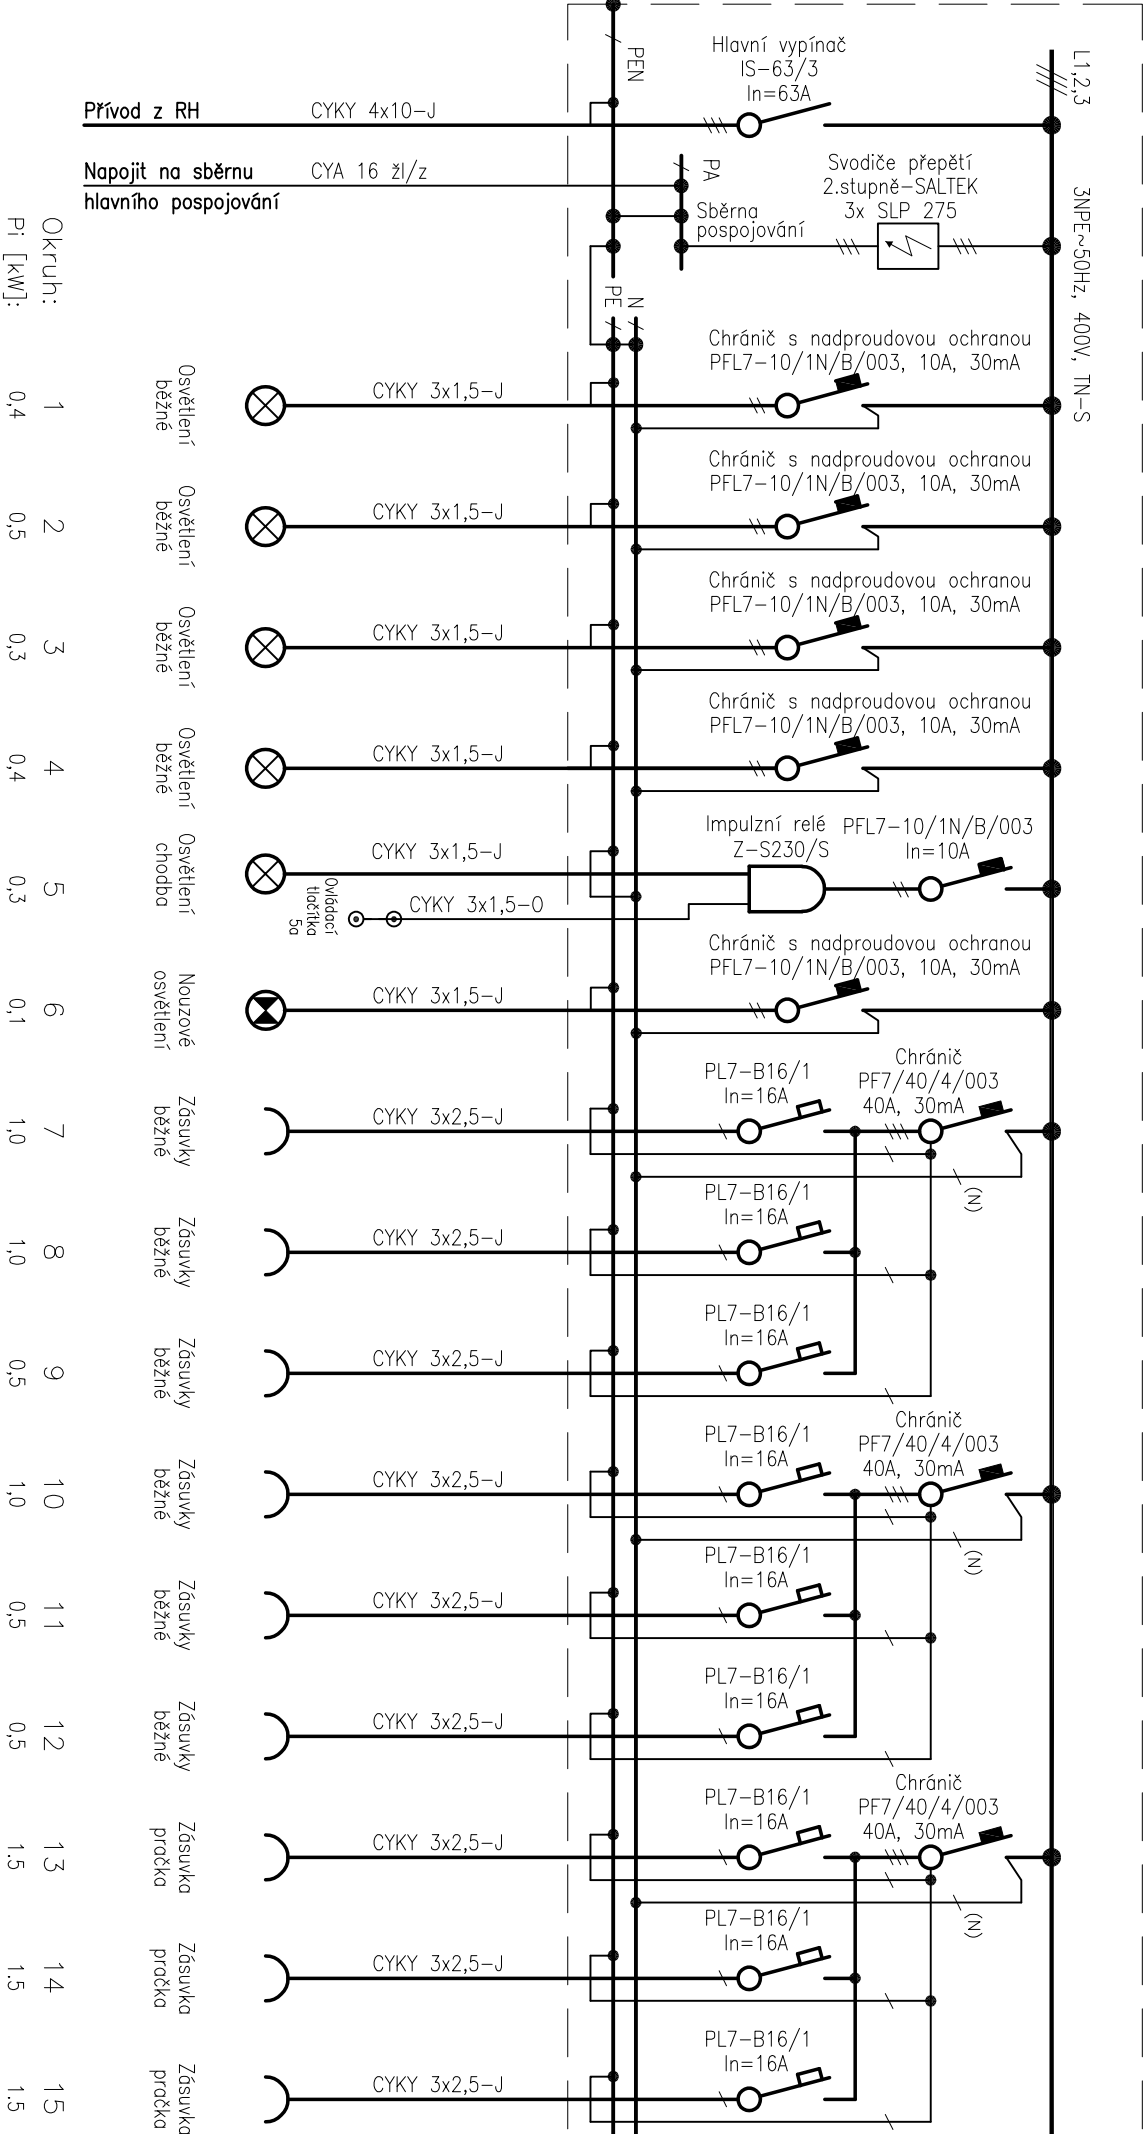 L1,2,3
3NPE~50Hz, 400V, TN-S
PEN
Hlavní vypínač
IS-63/3
In=63A
Přívod z RH
CYKY 4x10-J
Napojit na sběrnu
hlavního pospojování
CYA 16 žl/z
PA
Sběrna
pospojování
Svodiče přepětí
2.stupně-SALTEK
3x SLP 275
PE
N
Okruh:
Pi [kW]:
Chránič s nadproudovou ochranou
PFL7-10/1N/B/003, 10A, 30mA
CYKY 3x1,5-J
Osvětlení
běžné
1
0,4
Chránič s nadproudovou ochranou
PFL7-10/1N/B/003, 10A, 30mA
CYKY 3x1,5-J
Osvětlení
běžné
2
0,5
Chránič s nadproudovou ochranou
PFL7-10/1N/B/003, 10A, 30mA
CYKY 3x1,5-J
Osvětlení
běžné
3
0,3
Chránič s nadproudovou ochranou
PFL7-10/1N/B/003, 10A, 30mA
CYKY 3x1,5-J
Osvětlení
běžné
4
0,4
Impulzní relé
Z-S230/S
PFL7-10/1N/B/003
In=10A
CYKY 3x1,5-J
CYKY 3x1,5-O
Ovládací
tlačítka
5a
Osvětlení
chodba
5
0,3
Chránič s nadproudovou ochranou
PFL7-10/1N/B/003, 10A, 30mA
CYKY 3x1,5-J
Nouzové
osvětlení
6
0,1
Chránič
PF7/40/4/003
40A, 30mA
(N)
PL7-B16/1
In=16A
CYKY 3x2,5-J
Zásuvky
běžné
7
1,0
PL7-B16/1
In=16A
CYKY 3x2,5-J
Zásuvky
běžné
8
1,0
PL7-B16/1
In=16A
CYKY 3x2,5-J
Zásuvky
běžné
9
0,5
Chránič
PF7/40/4/003
40A, 30mA
(N)
PL7-B16/1
In=16A
CYKY 3x2,5-J
Zásuvky
běžné
10
1,0
PL7-B16/1
In=16A
CYKY 3x2,5-J
Zásuvky
běžné
11
0,5
PL7-B16/1
In=16A
CYKY 3x2,5-J
Zásuvky
běžné
12
0,5
Chránič
PF7/40/4/003
40A, 30mA
(N)
PL7-B16/1
In=16A
CYKY 3x2,5-J
Zásuvka
pračka
13
1.5
PL7-B16/1
In=16A
CYKY 3x2,5-J
Zásuvka
pračka
14
1.5
PL7-B16/1
In=16A
CYKY 3x2,5-J
Zásuvka
pračka
15
1.5